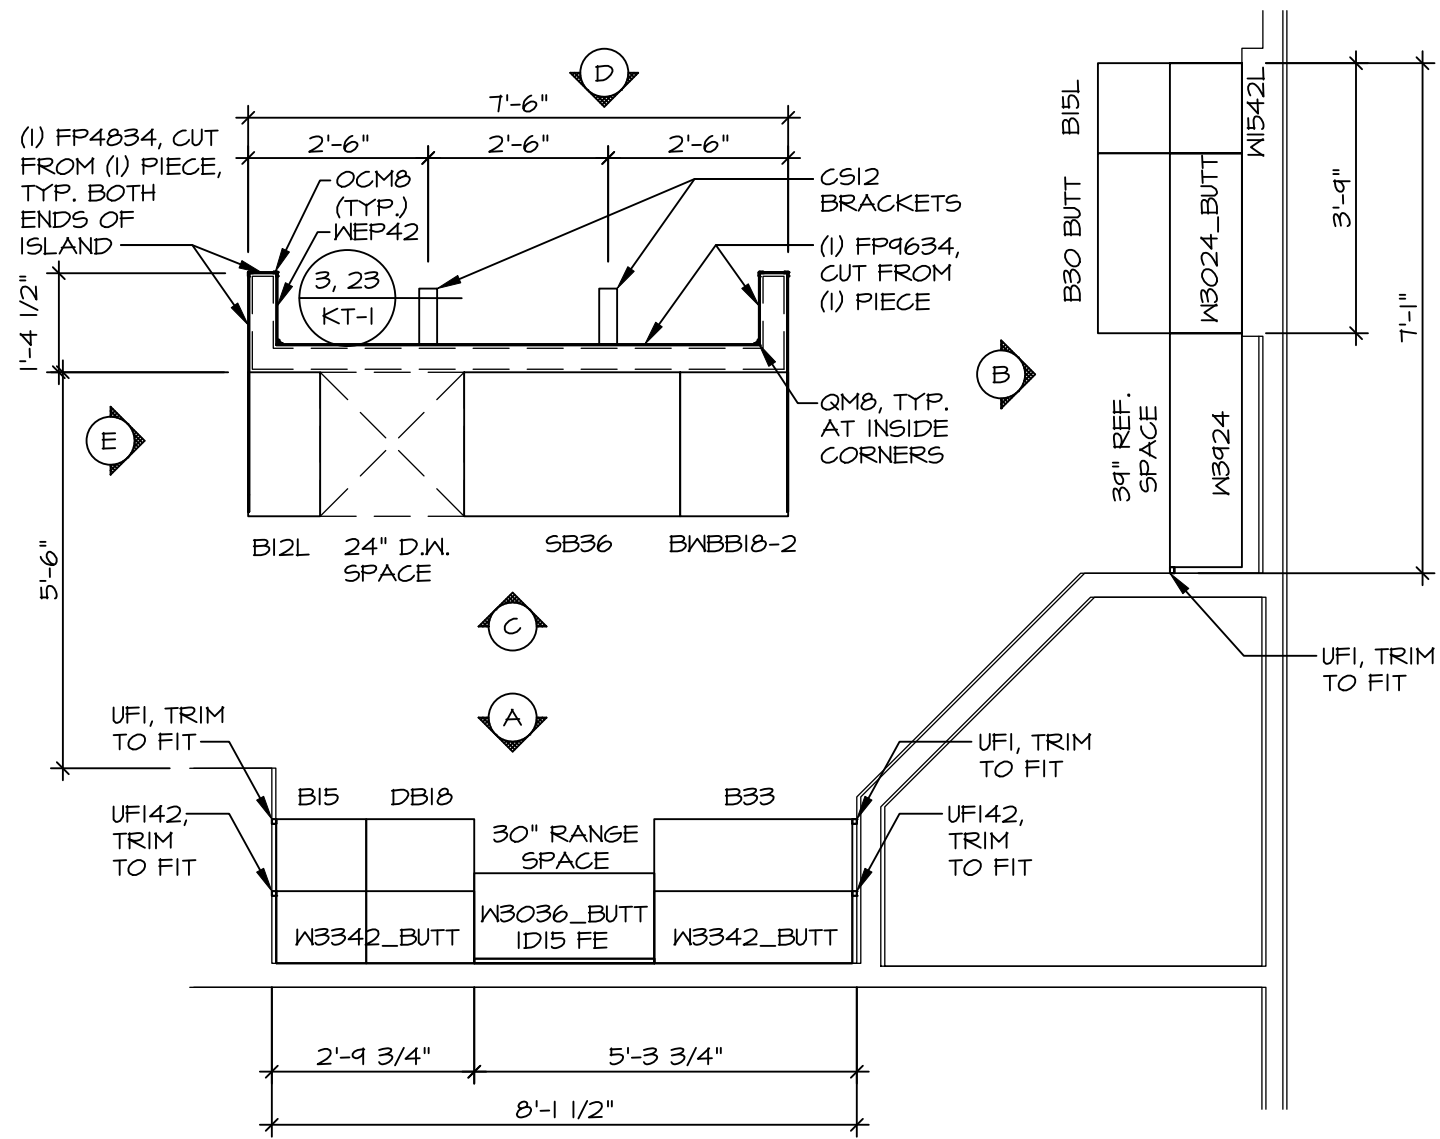 D
7'-6"
2'-6"
2'-6"
2'-6"
(1) FP4834, CUT
FROM (1) PIECE,
TYP. BOTH
ENDS OF
ISLAND
OCM8
(TYP.)
WEP42
3, 23
KT-1
CS12
BRACKETS
(1) FP9634,
CUT FROM
(1) PIECE
QM8, TYP.
AT INSIDE
CORNERS
1'-4 1/2"
5'-6"
E
B12L
24" D.W.
SPACE
SB36
BWBB18-2
C
A
B
B15L
W1542L
B30 BUTT
W3024_BUTT
39" REF.
SPACE
W3924
3'-9"
7'-1"
UF1, TRIM
TO FIT
UF1, TRIM
TO FIT
UF142,
TRIM
TO FIT
B15
DB18
30" RANGE
SPACE
B33
W3342_BUTT
W3036_BUTT
1D15 FE
W3342_BUTT
UF1, TRIM
TO FIT
UF142,
TRIM
TO FIT
2'-9 3/4"
5'-3 3/4"
8'-1 1/2"